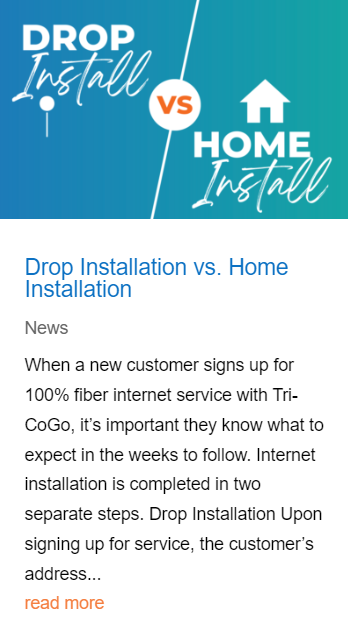 DROP
Install
VS
HOME
Install
Drop Installation vs. Home
Installation
News
When a new customer signs up for
100% fiber internet service with Tri-
CoGo, it’s important they know what to
expect in the weeks to follow. Internet
installation is completed in two
separate steps. Drop Installation Upon
signing up for service, the customer’s
address...
read more